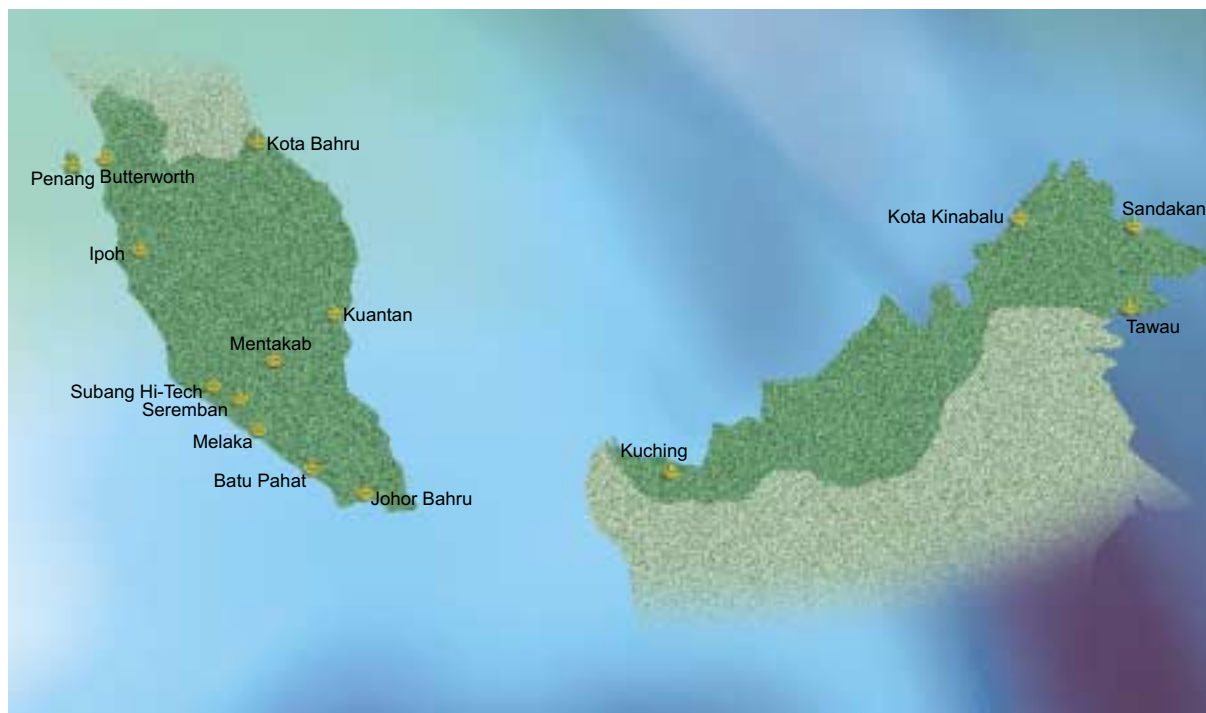 Kota Bahru
Penang
Butterworth
Ipoh
Kuantan
Mentakab
Subang Hi-Tech
Seremban
Melaka
Batu Pahat
Johor Bahru
Kota Kinabalu
Sandakan
Tawau
Kuching